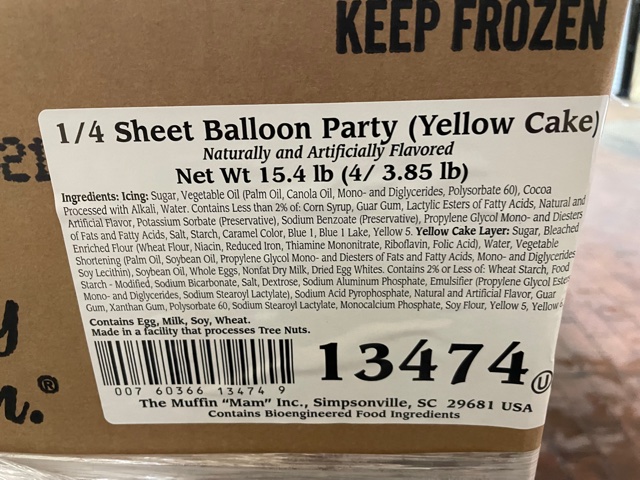 KEEP FROZEN
1/4 Sheet Balloon Party (Yellow Cake)
Naturally and Artificially Flavored
Net Wt 15.4 lb (4/ 3.85 lb)
Ingredients: Icing: Sugar, Vegetable Oil (Palm Oil, Canola Oil, Mono- and Diglycerides, Polysorbate 60), Cocoa
Processed with Alkali, Water. Contains Less than 2% of: Corn Syrup, Guar Gum, Lactylic Esters of Fatty Acids, Natural and
Artificial Flavor, Potassium Sorbate (Preservative), Sodium Benzoate (Preservative), Propylene Glycol Mono- and Diesters
of Fats and Fatty Acids, Salt, Starch, Caramel Color, Blue 1, Blue 1 Lake, Yellow 5. Yellow Cake Layer: Sugar, Bleached
Enriched Flour (Wheat Flour, Niacin, Reduced Iron, Thiamine Mononitrate, Riboflavin, Folic Acid), Water, Vegetable
Shortening (Palm Oil, Soybean Oil, Propylene Glycol Mono- and Diesters of Fats and Fatty Acids, Mono- and Diglycerides
Soy Lecithin), Soybean Oil, Whole Eggs, Nonfat Dry Milk, Dried Egg Whites. Contains 2% or Less of: Wheat Starch, Food
Starch - Modified, Sodium Bicarbonate, Salt, Dextrose, Sodium Aluminum Phosphate, Emulsifier (Propylene Glycol Este
Mono- and Diglycerides, Sodium Stearoyl Lactylate), Sodium Acid Pyrophosphate, Natural and Artificial Flavor, Guar
Gum, Xanthan Gum, Polysorbate 60, Sodium Stearoyl Lactylate, Monocalcium Phosphate, Soy Flour, Yellow 5, Yellow
Contains Egg, Milk, Soy, Wheat.
Made in a facility that processes Tree Nuts.
13474
U
007 60366 13474 9
The Muffin "Mam" Inc., Simpsonville, SC 29681 USA
Contains Bioengineered Food Ingredients